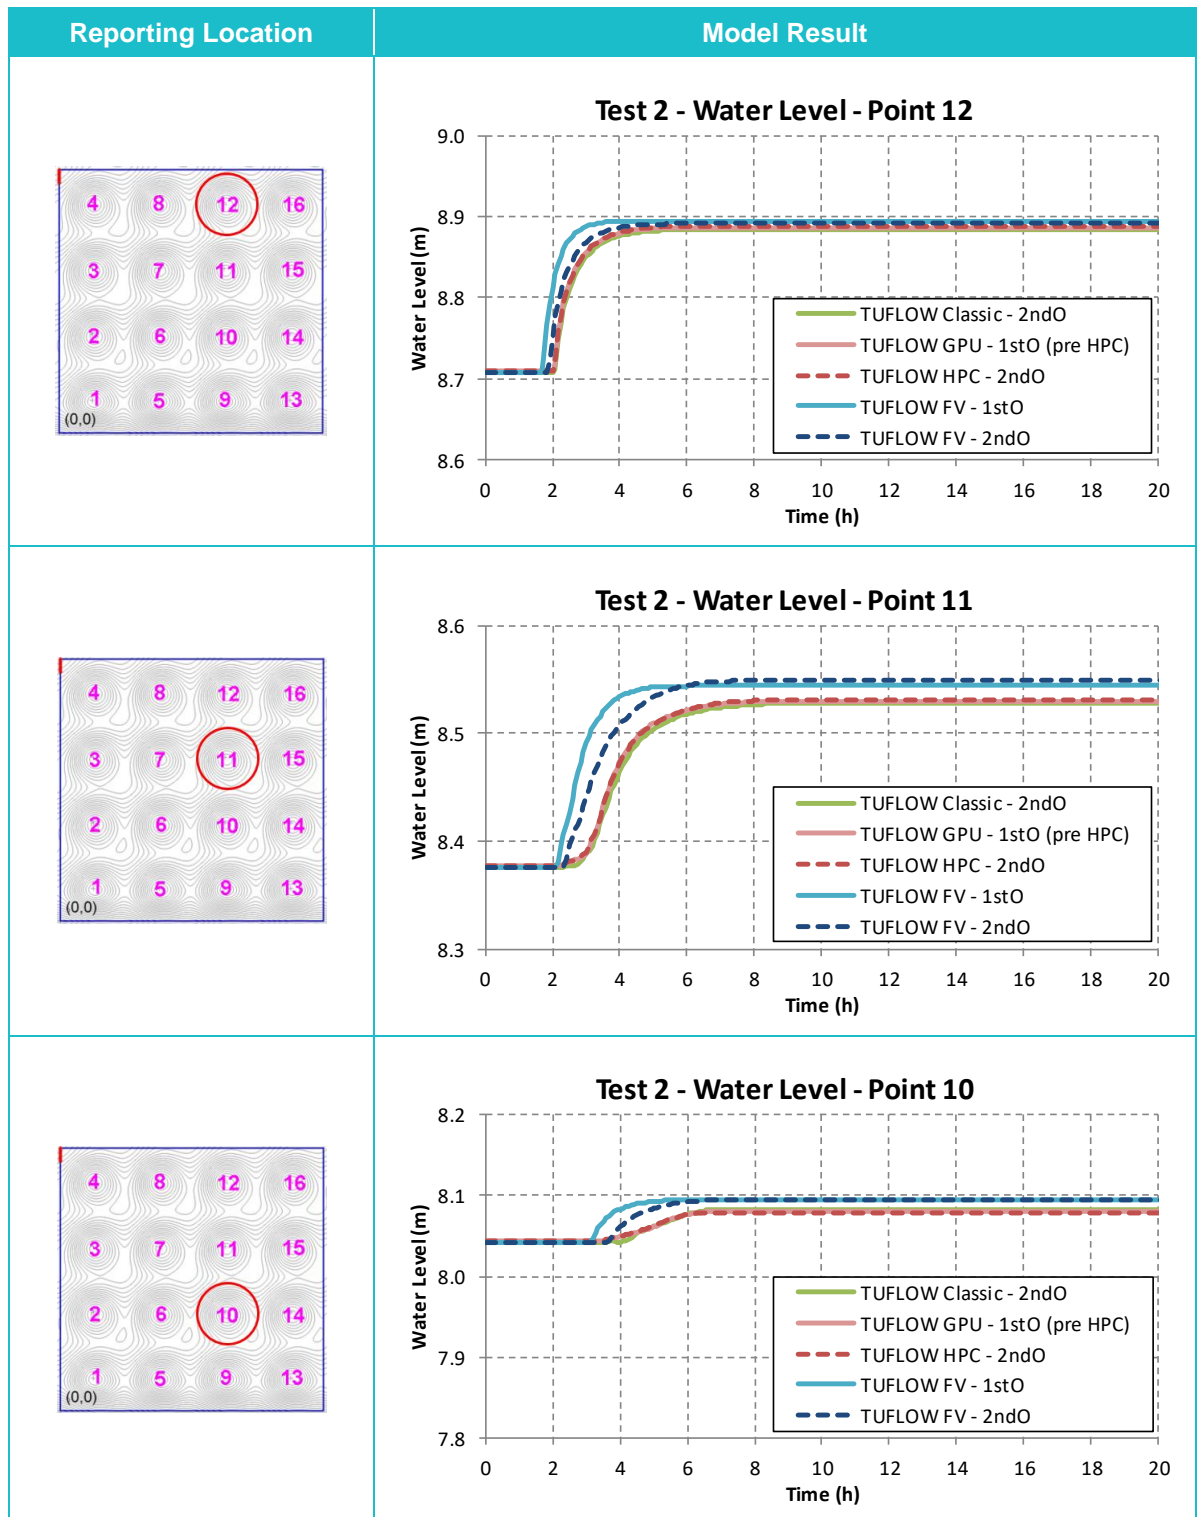 Reporting Location Model Result
4 8 12 16
3 7 11 15
2 6 10 14
1 5 9 13
(0,0)
Test 2 - Water Level - Point 12
Water Level (m)
9.0
8.9
8.8
8.7
8.6
TUFLOW Classic - 2ndO
TUFLOW GPU - 1stO (pre HPC)
TUFLOW HPC - 2ndO
TUFLOW FV - 1stO
TUFLOW FV - 2ndO
0 2 4 6 8 10 12 14 16 18 20
Time (h)
4 8 12 16
3 7 11 15
2 6 10 14
1 5 9 13
(0,0)
Test 2 - Water Level - Point 11
Water Level (m)
8.6
8.5
8.4
8.3
TUFLOW Classic - 2ndO
TUFLOW GPU - 1stO (pre HPC)
TUFLOW HPC - 2ndO
TUFLOW FV - 1stO
TUFLOW FV - 2ndO
0 2 4 6 8 10 12 14 16 18 20
Time (h)
4 8 12 16
3 7 11 15
2 6 10 14
1 5 9 13
(0,0)
Test 2 - Water Level - Point 10
Water Level (m)
8.2
8.1
8.0
7.9
7.8
TUFLOW Classic - 2ndO
TUFLOW GPU - 1stO (pre HPC)
TUFLOW HPC - 2ndO
TUFLOW FV - 1stO
TUFLOW FV - 2ndO
0 2 4 6 8 10 12 14 16 18 20
Time (h)